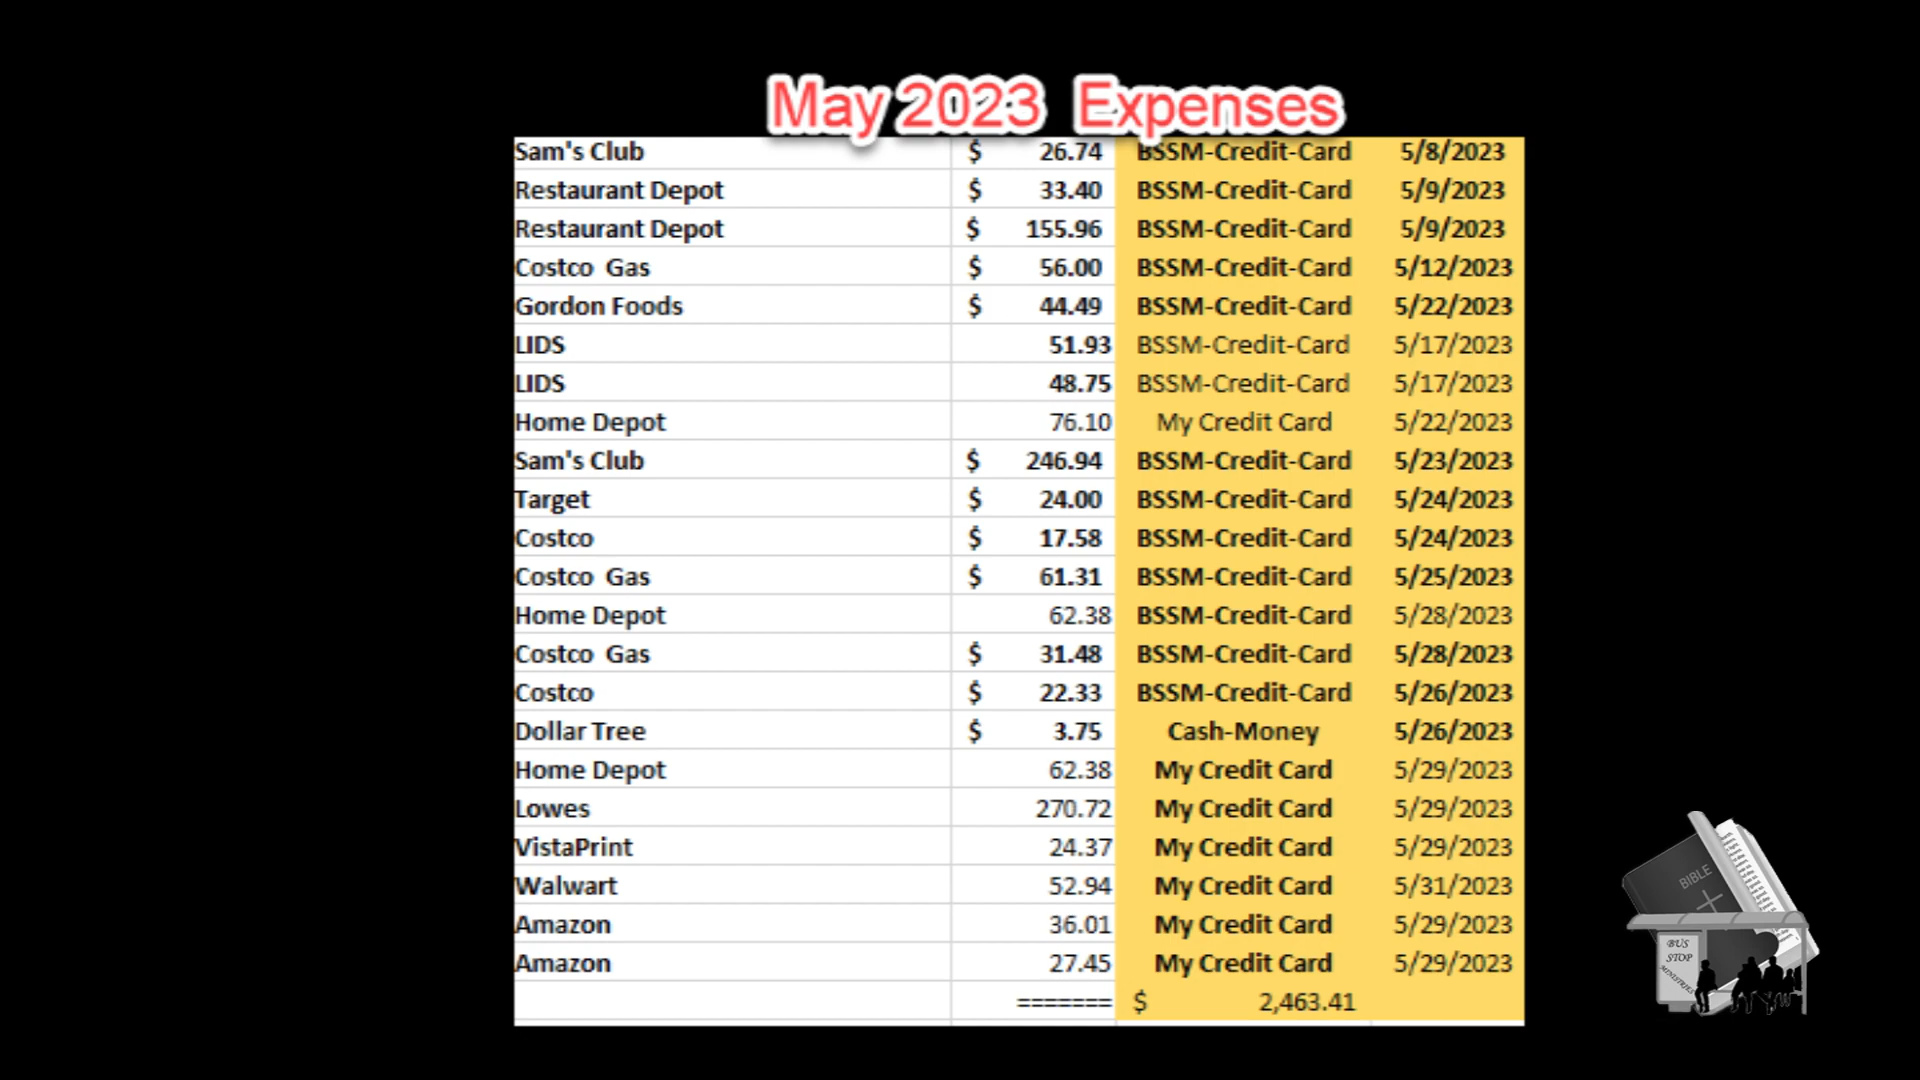 May 2023 Expenses
Sam's Club $ 26.74 BSSM-Credit-Card 5/8/2023
Restaurant Depot $ 33.40 BSSM-Credit-Card 5/9/2023
Restaurant Depot $ 155.96 BSSM-Credit-Card 5/9/2023
Costco Gas $ 56.00 BSSM-Credit-Card 5/12/2023
Gordon Foods $ 44.49 BSSM-Credit-Card 5/22/2023
LIDS 51.93 BSSM-Credit-Card 5/17/2023
LIDS 48.75 BSSM-Credit-Card 5/17/2023
Home Depot 76.10 My Credit Card 5/22/2023
Sam's Club $ 246.94 BSSM-Credit-Card 5/23/2023
Target $ 24.00 BSSM-Credit-Card 5/24/2023
Costco $ 17.58 BSSM-Credit-Card 5/24/2023
Costco Gas $ 61.31 BSSM-Credit-Card 5/25/2023
Home Depot 62.38 BSSM-Credit-Card 5/28/2023
Costco Gas $ 31.48 BSSM-Credit-Card 5/28/2023
Costco $ 22.33 BSSM-Credit-Card 5/26/2023
Dollar Tree $ 3.75 Cash-Money 5/26/2023
Home Depot 62.38 My Credit Card 5/29/2023
Lowes 270.72 My Credit Card 5/29/2023
VistaPrint 24.37 My Credit Card 5/29/2023
Walwart 52.94 My Credit Card 5/31/2023
Amazon 36.01 My Credit Card 5/29/2023
Amazon 27.45 My Credit Card 5/29/2023
======= $ 2,463.41
BIBLE
BUS
STOP
MINISTRIES